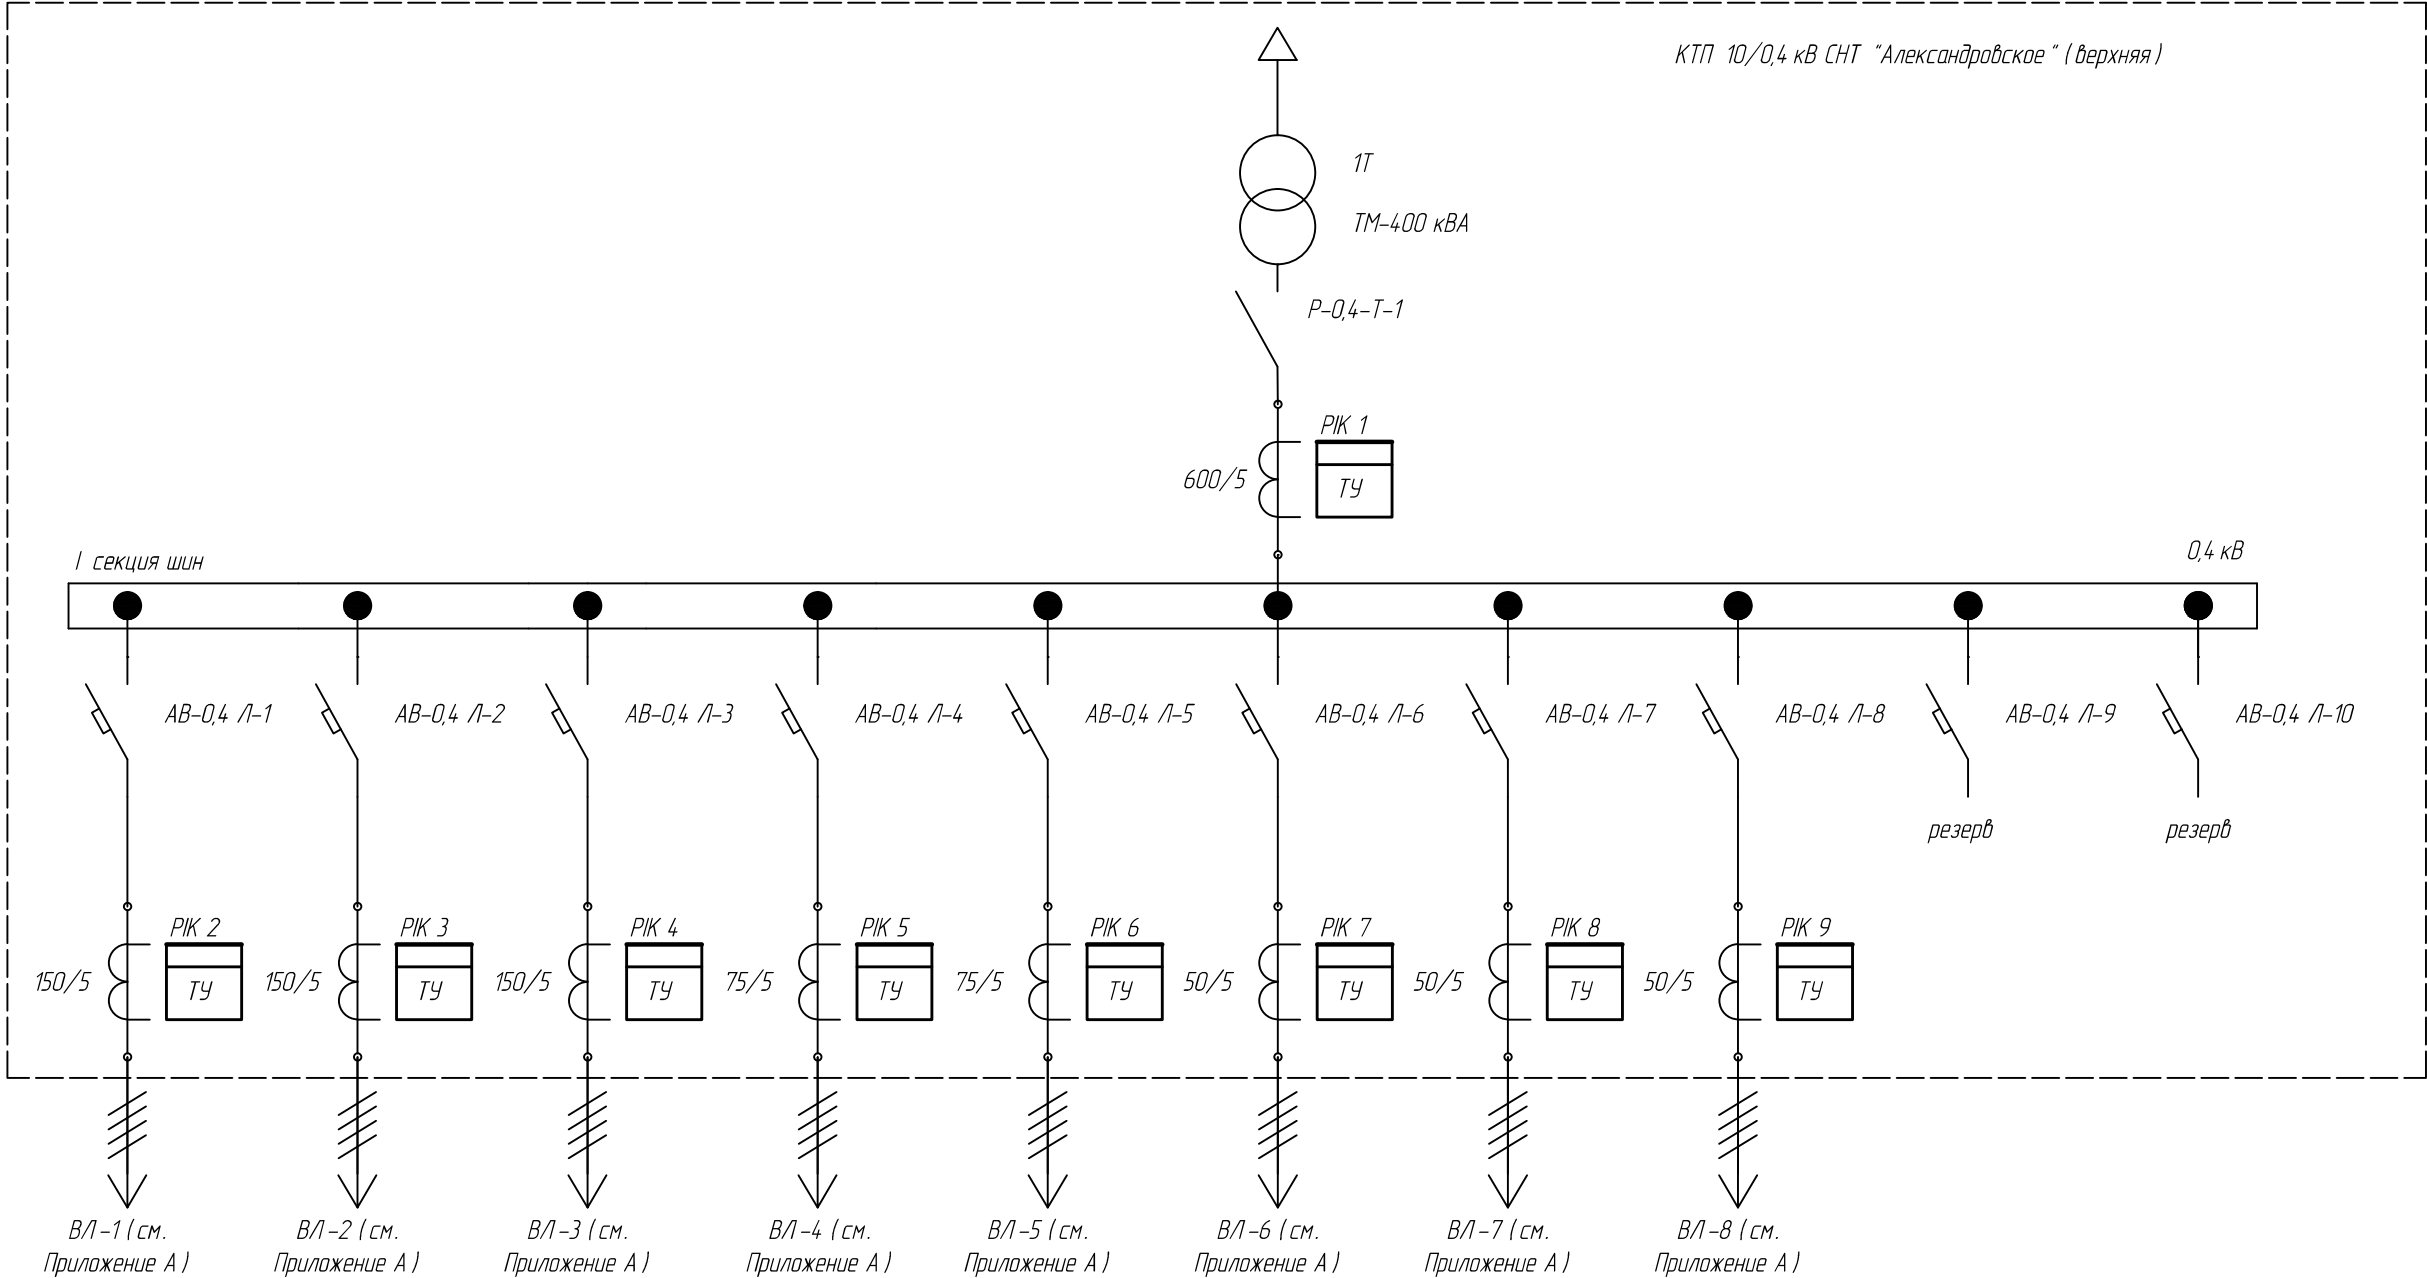 КТП 10/0,4 кВ СНТ "Александровское" (верхняя)
1Т
ТМ-400 кВА
Р-0,4-Т-1
PIK 1
600/5
ТУ
I секция шин
0,4 кВ
АВ-0,4 Л-1
АВ-0,4 Л-2
АВ-0,4 Л-3
АВ-0,4 Л-4
АВ-0,4 Л-5
АВ-0,4 Л-6
АВ-0,4 Л-7
АВ-0,4 Л-8
АВ-0,4 Л-9
АВ-0,4 Л-10
резерв
резерв
PIK 2
PIK 3
PIK 4
PIK 5
PIK 6
PIK 7
PIK 8
PIK 9
150/5
ТУ
150/5
ТУ
150/5
ТУ
75/5
ТУ
75/5
ТУ
50/5
ТУ
50/5
ТУ
50/5
ТУ
ВЛ-1 (см.
Приложение А)
ВЛ-2 (см.
Приложение А)
ВЛ-3 (см.
Приложение А)
ВЛ-4 (см.
Приложение А)
ВЛ-5 (см.
Приложение А)
ВЛ-6 (см.
Приложение А)
ВЛ-7 (см.
Приложение А)
ВЛ-8 (см.
Приложение А)